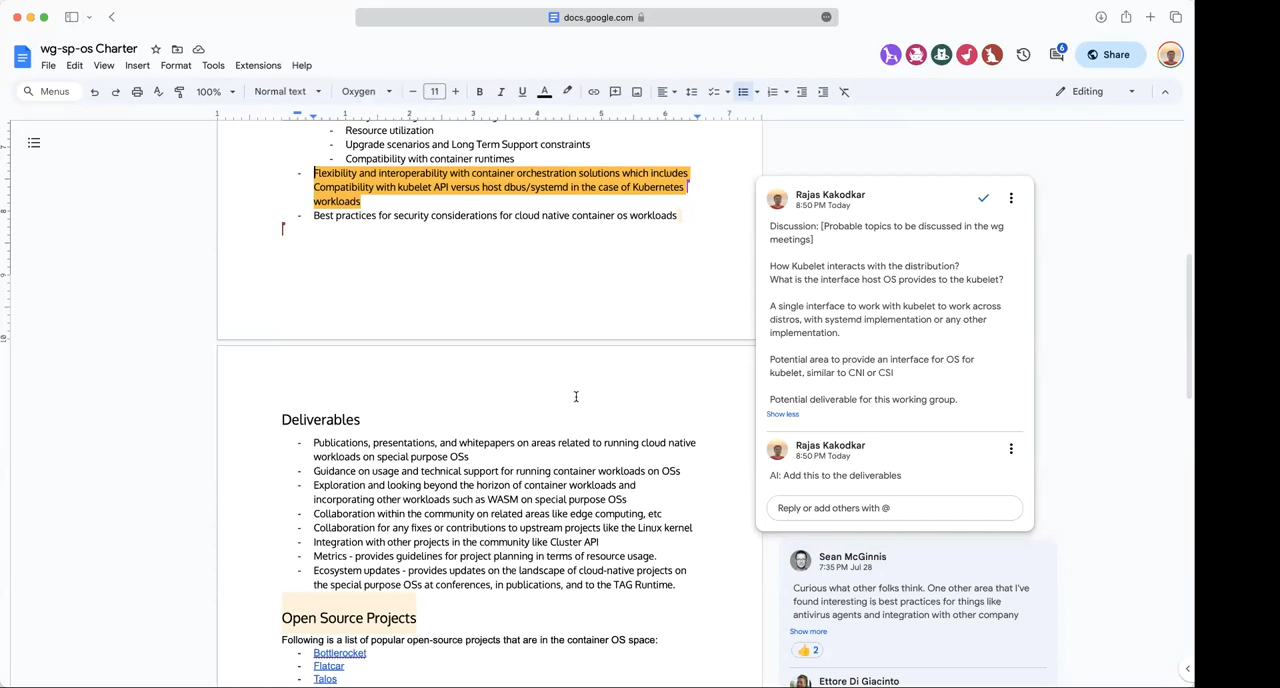 docs.google.com
wg-sp-os Charter
File Edit View Insert Format Tools Extensions Help
6
Share
Menus
100%
Normal text
Oxygen
11
Editing
1 1 2 3 4 5 6 7
Resource utilization
- Upgrade scenarios and Long Term Support constraints
- Compatibility with container runtimes
- Flexibility and interoperability with container orchestration solutions which includes
Compatibility with kubelet API versus host dbus/systemd in the case of Kubernetes
workloads
- Best practices for security considerations for cloud native container os workloads
7
8
9
10
Deliverables
- Publications, presentations, and whitepapers on areas related to running cloud native
workloads on special purpose OSs
- Guidance on usage and technical support for running container workloads on OSs
- Exploration and looking beyond the horizon of container workloads and
incorporating other workloads such as WASM on special purpose OSs
- Collaboration within the community on related areas like edge computing, etc
- Collaboration for any fixes or contributions to upstream projects like the Linux kernel
- Integration with other projects in the community like Cluster API
- Metrics - provides guidelines for project planning in terms of resource usage.
- Ecosystem updates - provides updates on the landscape of cloud-native projects on
the special purpose OSs at conferences, in publications, and to the TAG Runtime.
Open Source Projects
Following is a list of popular open-source projects that are in the container OS space:
- Bottlerocket
- Flatcar
- Talos
Rajas Kakodkar
8:50 PM Today
Discussion: [Probable topics to be discussed in the wg
meetings]
How Kubelet interacts with the distribution?
What is the interface host OS provides to the kubelet?
A single interface to work with kubelet to work across
distros, with systemd implementation or any other
implementation.
Potential area to provide an interface for OS for
kubelet, similar to CNI or CSI
Potential deliverable for this working group.
Show less
Rajas Kakodkar
8:50 PM Today
AI: Add this to the deliverables
Reply or add others with @
Sean McGinnis
7:35 PM Jul 28
Curious what other folks think. One other area that I've
found interesting is best practices for things like
antivirus agents and integration with other company
Show more
👍 2
Ettore Di Giacinto